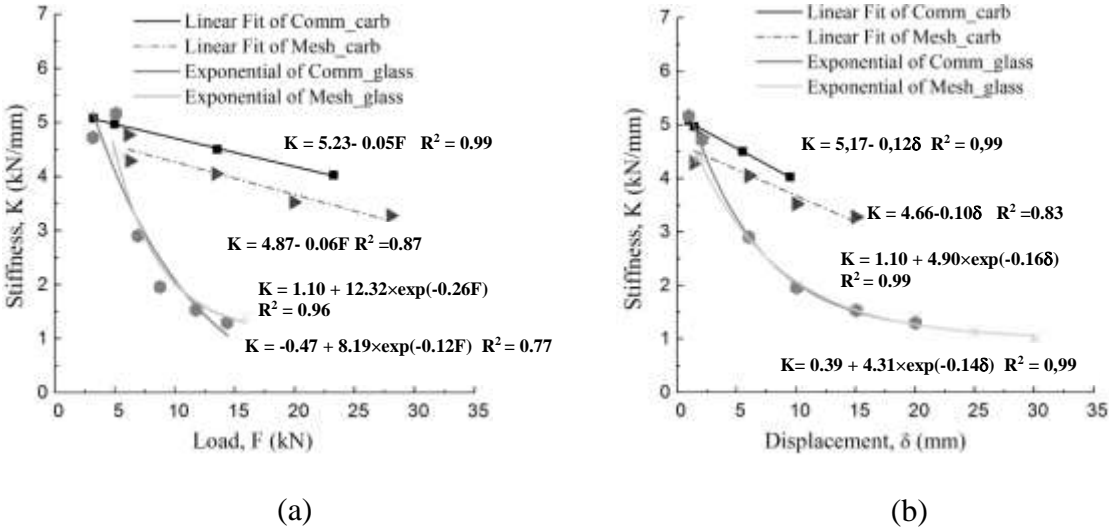 7
6
5
4
3
2
1
0
Stiffness, K (kN/mm)
Linear Fit of Comm_carb
Linear Fit of Mesh_carb
Exponential of Comm_glass
Exponential of Mesh_glass
K = 5.23- 0.05F R² = 0.99
K = 4.87- 0.06F R² =0.87
K = 1.10 + 12.32×exp(-0.26F)
R² = 0.96
K = -0.47 + 8.19×exp(-0.12F) R² = 0.77
0 5 10 15 20 25 30 35
Load, F (kN)
(a)
7
6
5
4
3
2
1
0
Stiffness, K (kN/mm)
Linear Fit of Comm_carb
Linear Fit of Mesh_carb
Exponential of Comm_glass
Exponential of Mesh_glass
K = 5,17- 0,12δ R² = 0,99
K = 4.66-0.10δ R² =0.83
K = 1.10 + 4.90×exp(-0.16δ)
R² = 0.99
K= 0.39 + 4.31×exp(-0.14δ) R² = 0,99
0 5 10 15 20 25 30 35
Displacement, δ (mm)
(b)